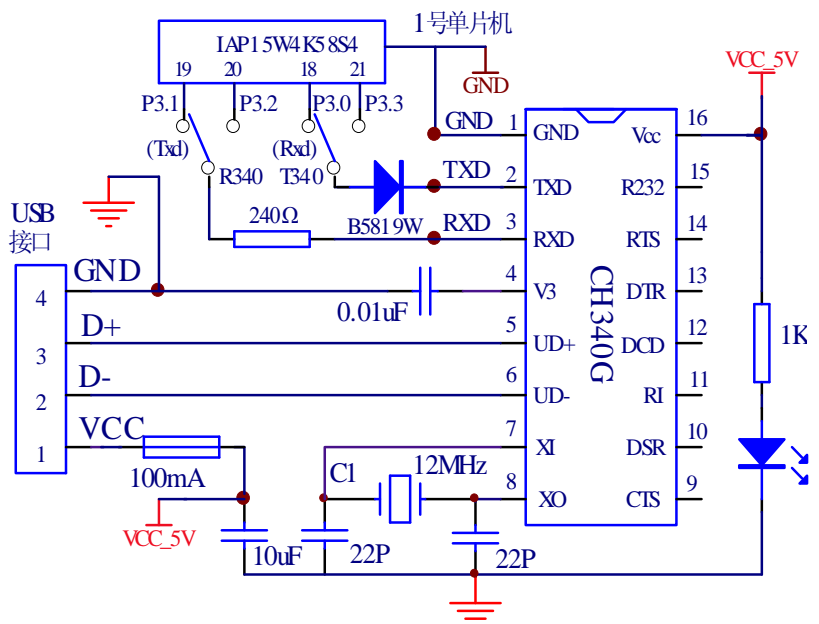 1号单片机
IAP15W4K58S4
19 20 18 21
P3.1 P3.2 P3.0 P3.3
(Txd) (Rxd)
R340 T340
GND
VCC_5V
GND 1 GND Vcc 16
TXD 2 TXD R232 15
240Ω B5819W RXD 3 RXD RTS 14
USB
接口
4 GND 0.01uF 4 V3 DTR 13
3 D+ 5 UD+ DCD 12
2 D- 6 UD- RI 11
1 VCC 7 XI DSR 10
100mA C1 12MHz 8 XO CTS 9
CH340G
1K
VCC_5V 10uF 22P 22P